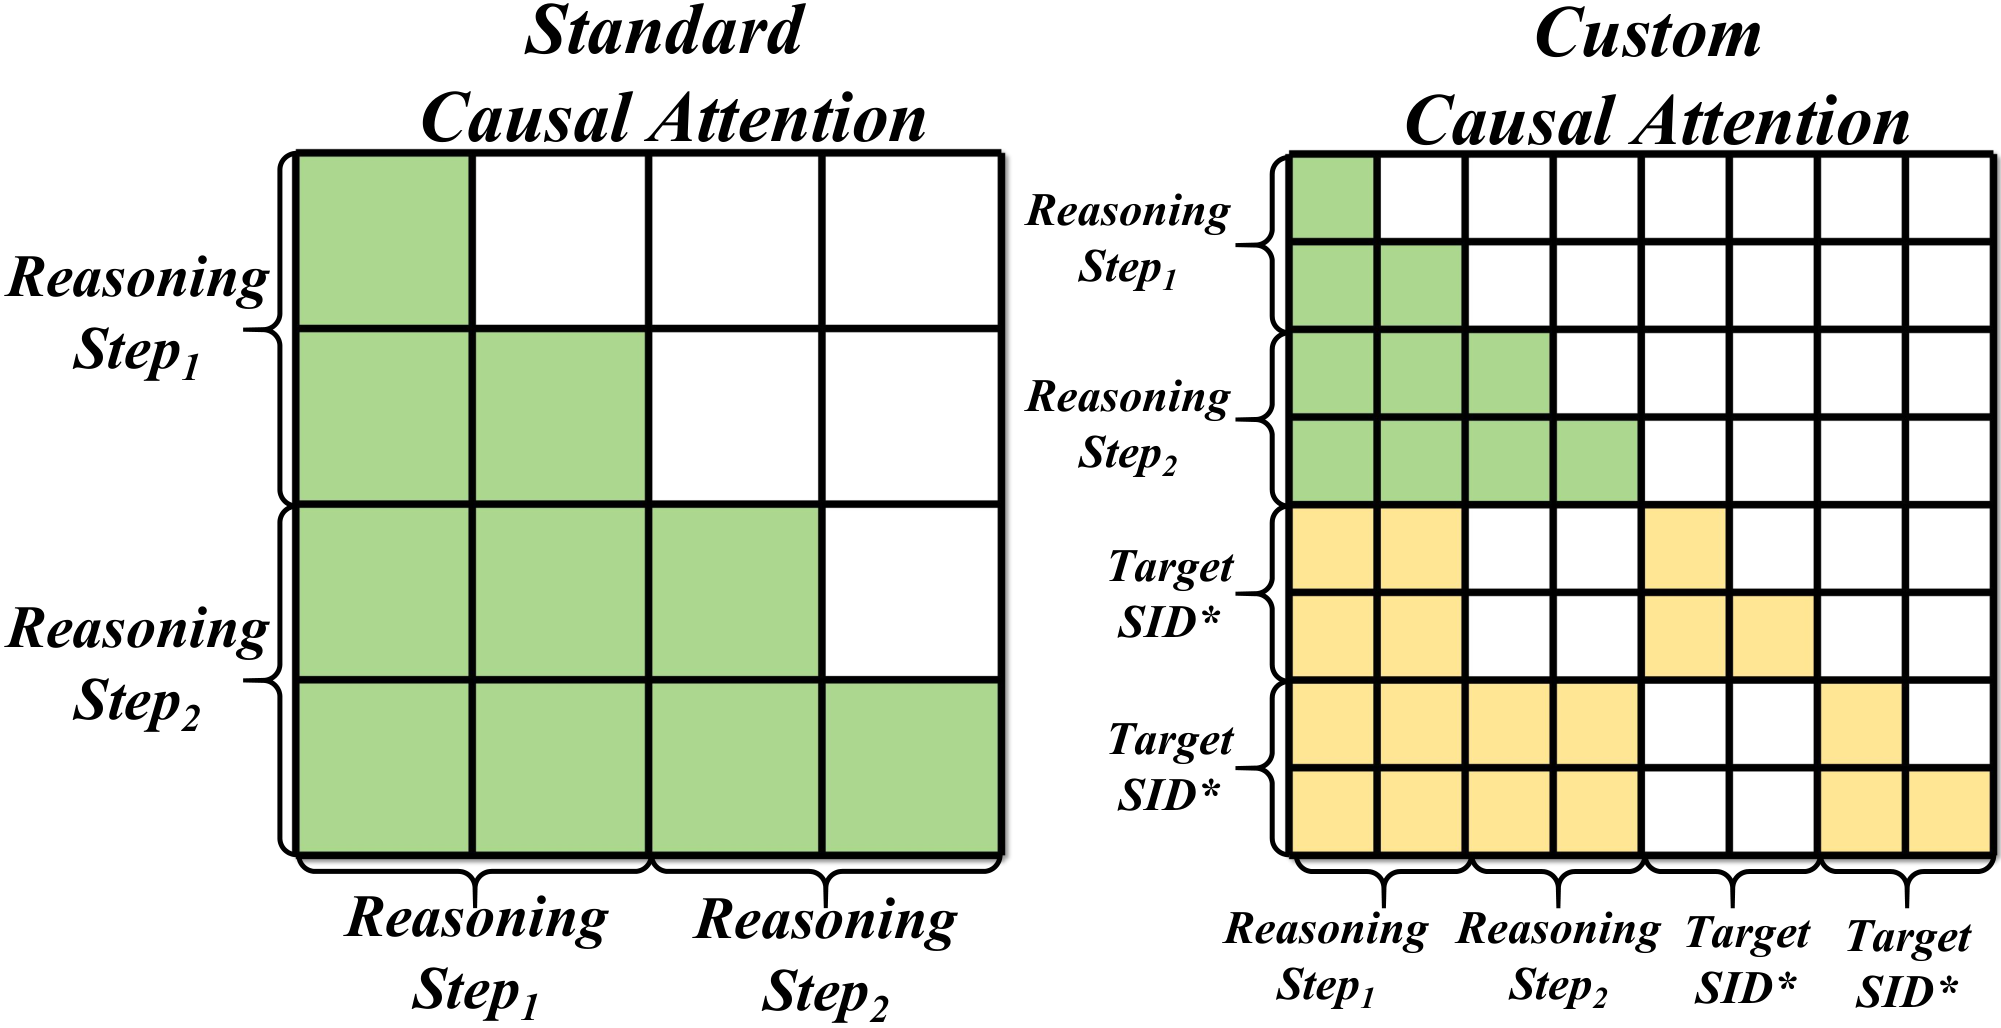 Standard
Causal Attention
Reasoning
Step1
Reasoning
Step2
Reasoning
Step1
Reasoning
Step2
Custom
Causal Attention
Reasoning
Step1
Reasoning
Step2
Target
SID*
Target
SID*
Reasoning
Step1
Reasoning
Step2
Target
SID*
Target
SID*